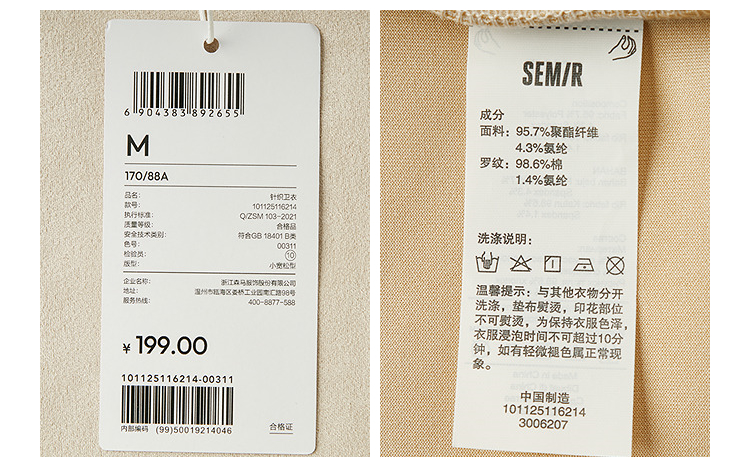 6 904383 892655
M
170/88A
品名： 针织卫衣
款号： 101125116214
执行标准： Q/ZSM 103-2021
质量等级： 合格品
安全技术类别： 符合GB 18401 B类
色号： 00311
检验员： 10
版型： 小宽松型
企业名称： 浙江森马服饰股份有限公司
地址： 温州市瓯海区娄桥工业园南汇路98号
服务热线： 400-8877-588
¥ 199.00
101125116214-00311
内部编码 (99)50019214046
合格证
SEMIR
成分
面料：95.7%聚酯纤维
4.3%氨纶
罗纹：98.6%棉
1.4%氨纶
洗涤说明：
温馨提示：与其他衣物分开
洗涤，垫布熨烫，印花部位
不可熨烫，为保持衣服色泽，
衣服浸泡时间不可超过10分
钟，如有轻微褪色属正常现
象。
中国制造
101125116214
3006207